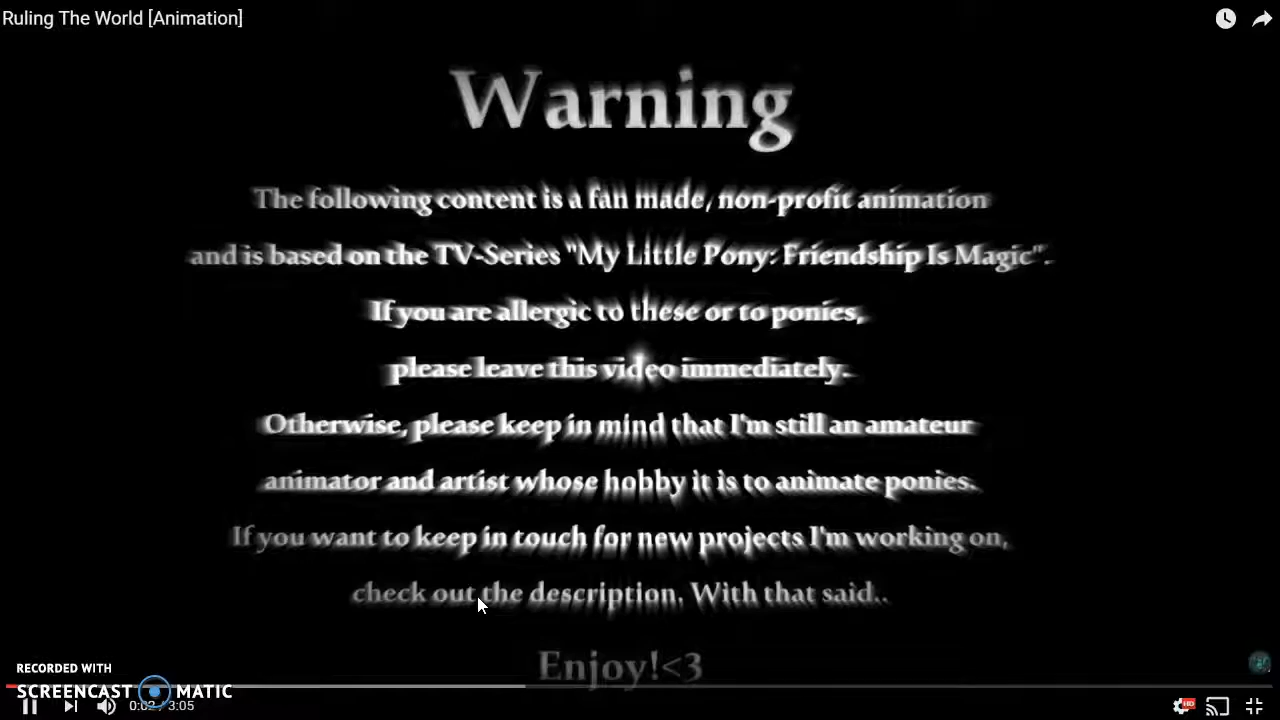 Ruling The World [Animation]
Warning
The following content is a fan made, non-profit animation
and is based on the TV-Series "My Little Pony: Friendship Is Magic".
If you are allergic to these or to ponies,
please leave this video immediately.
Otherwise, please keep in mind that I'm still an amateur
animator and artist whose hobby it is to animate ponies.
If you want to keep in touch for new projects I'm working on,
check out the description. With that said..
Enjoy!<3
RECORDED WITH
SCREENCAST MATIC
0:02 / 3:05
HD